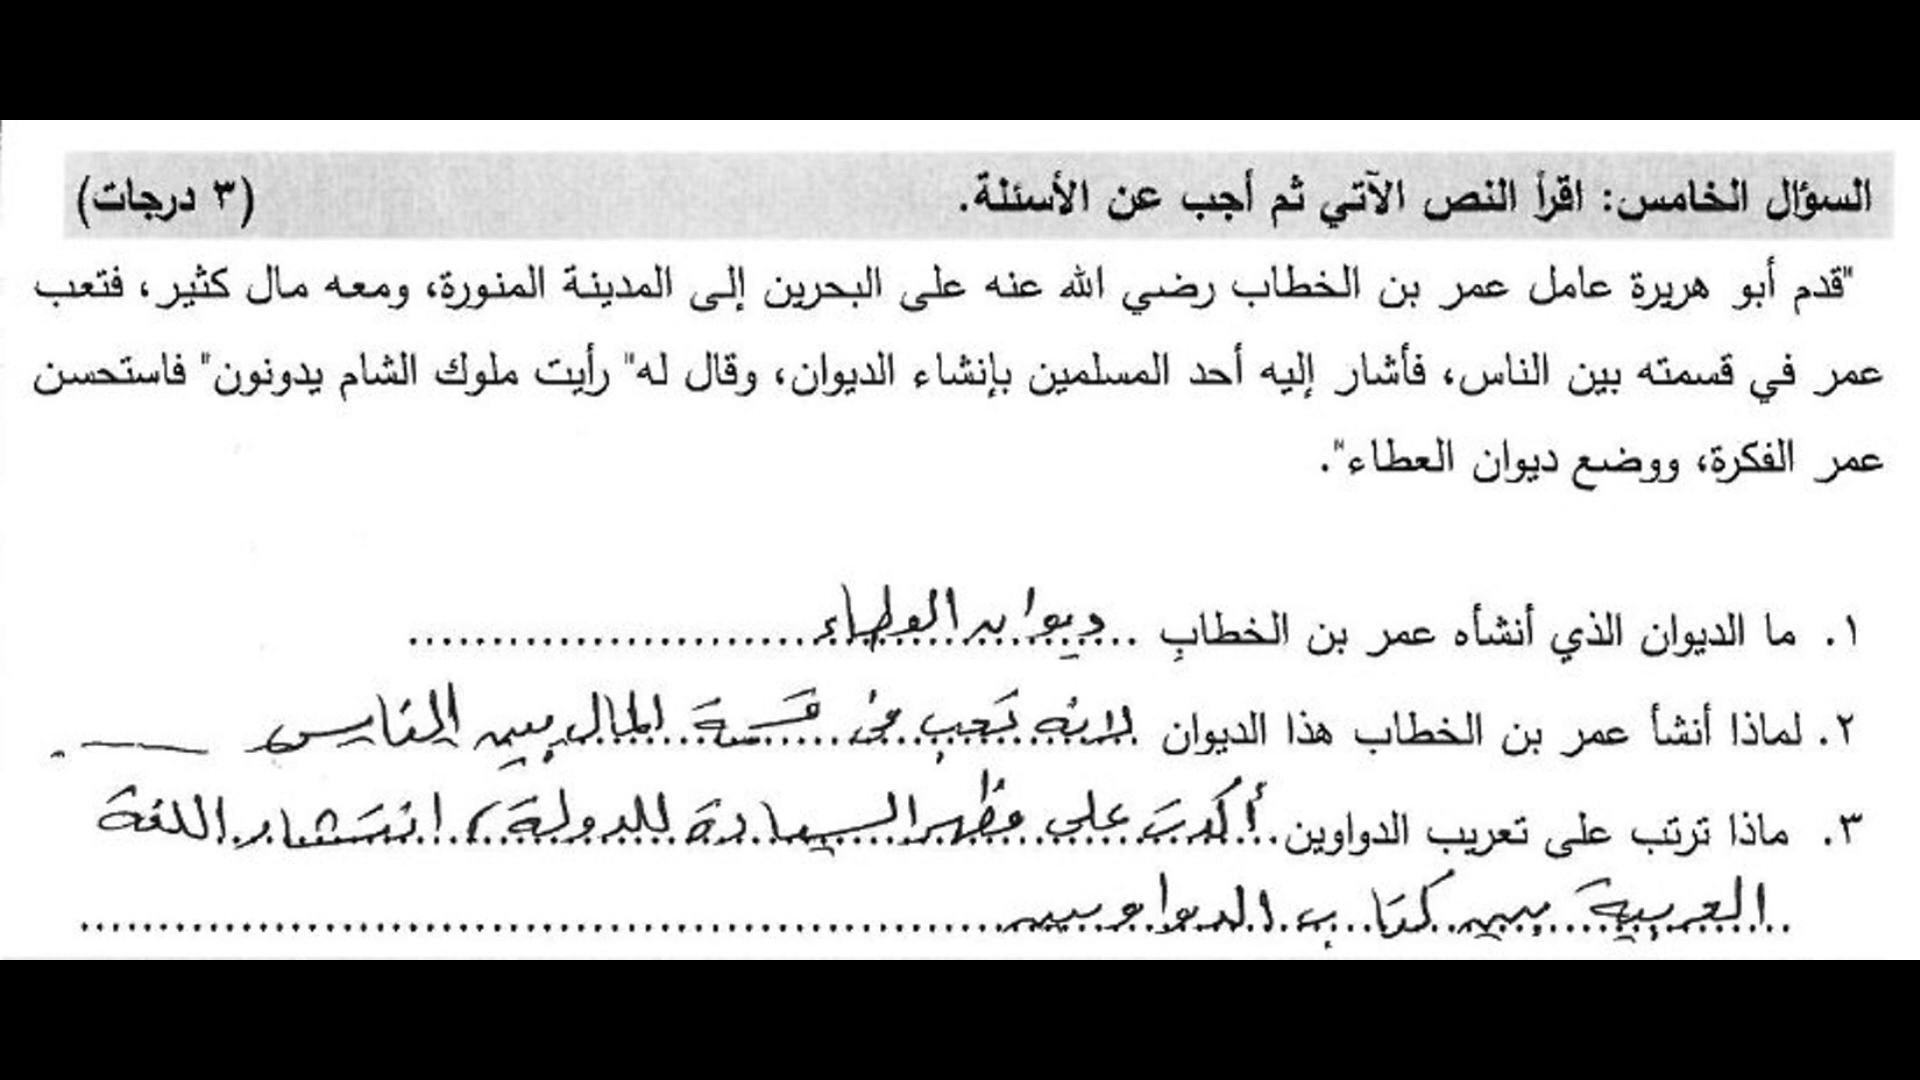 السؤال الخامس: اقرأ النص الآتي ثم أجب عن الأسئلة. (٣ درجات)
"قدم أبو هريرة عامل عمر بن الخطاب رضي الله عنه على البحرين إلى المدينة المنورة، ومعه مال كثير، فتعب
عمر في قسمته بين الناس، فأشار إليه أحد المسلمين بإنشاء الديوان، وقال له" رأيت ملوك الشام يدونون" فاستحسن
عمر الفكرة، ووضع ديوان العطاء".
١. ما الديوان الذي أنشأه عمر بن الخطابِ ديوان العطاء
٢. لماذا أنشأ عمر بن الخطاب هذا الديوان لانه تعب في قسمة المال بين الناس
٣. ماذا ترتب على تعريب الدواوين أكدت على مظهر السيادة للدولة، انتشار اللغة
العربية بين كتاب الدواوين